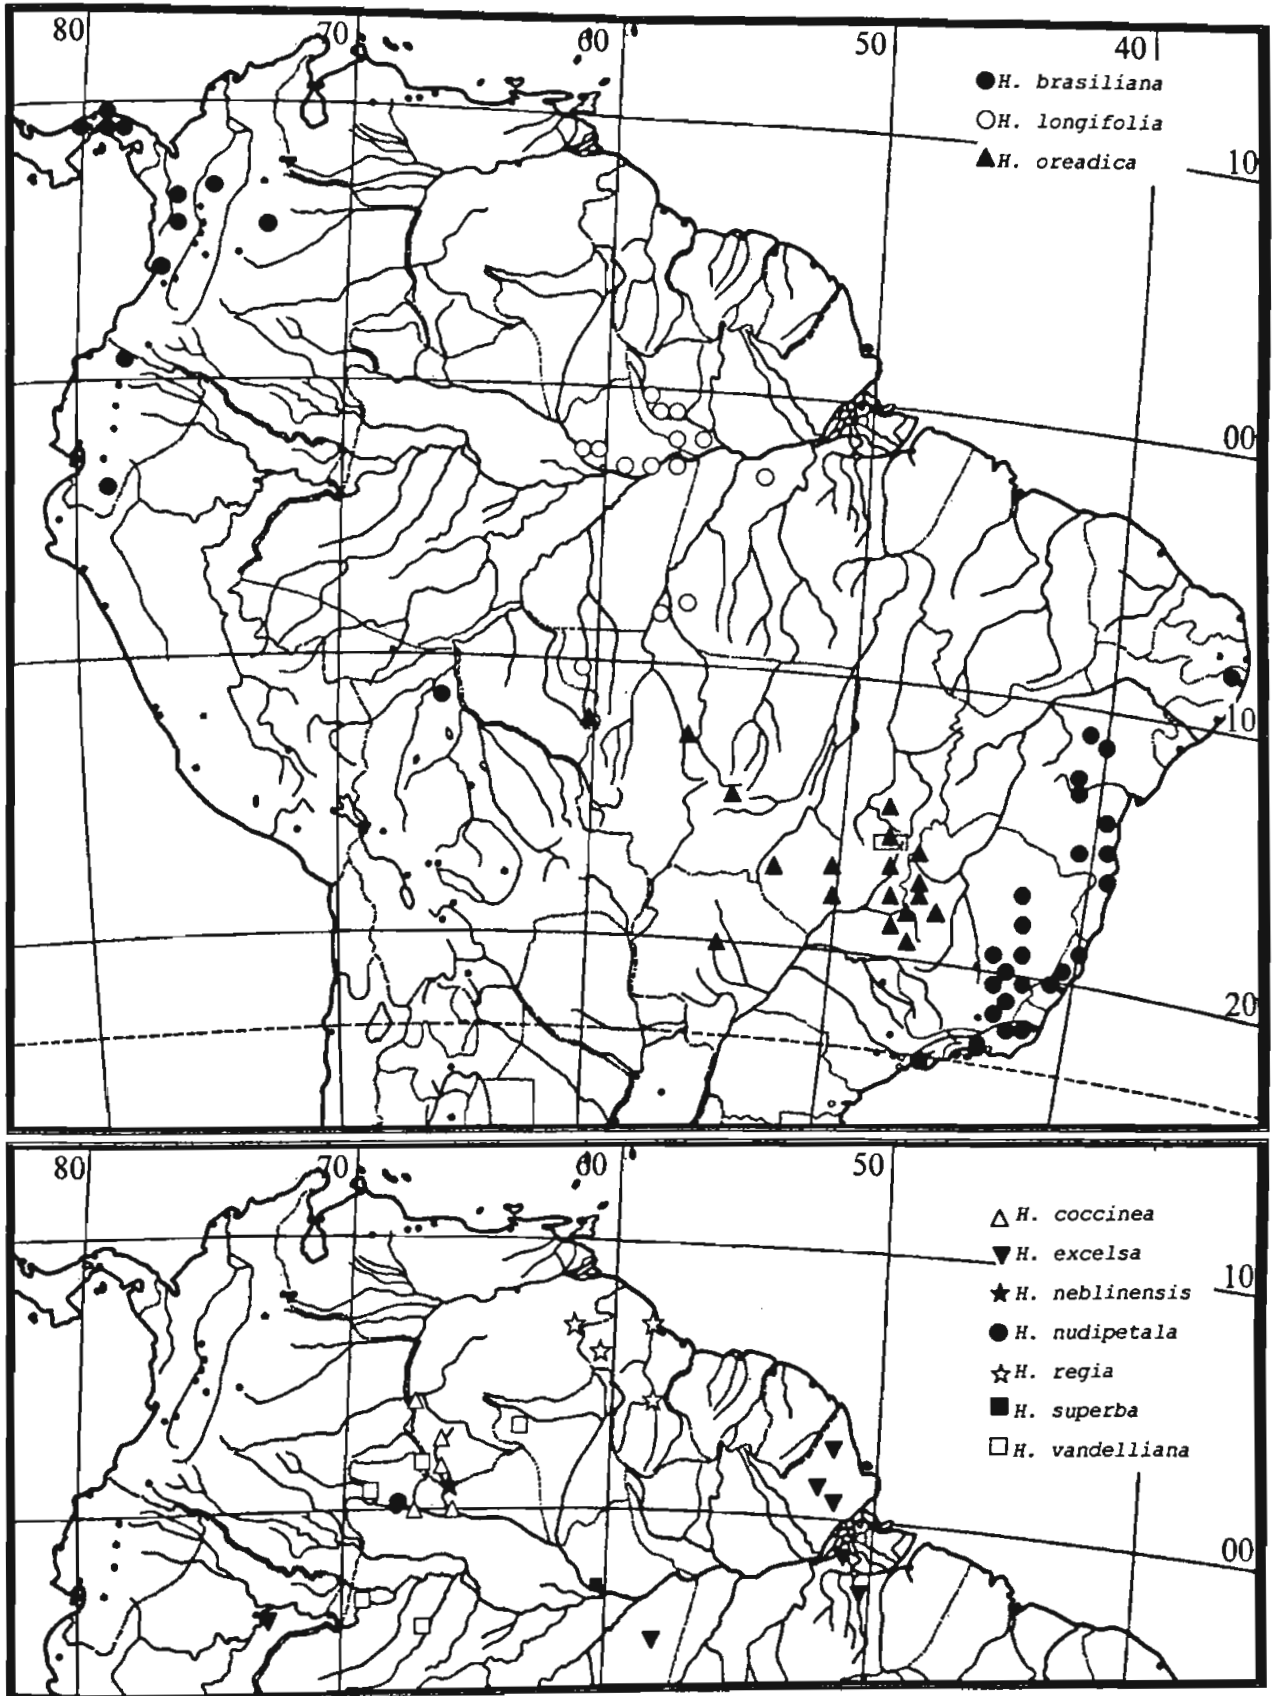 80 70 60 50 40
H. brasiliana
H. longifolia
H. oreadica
10
00
10
20
80 70 60 50
H. coccinea
H. excelsa
10
H. neblinensis
H. nudipetala
H. regia
H. superba
H. vandelliana
00